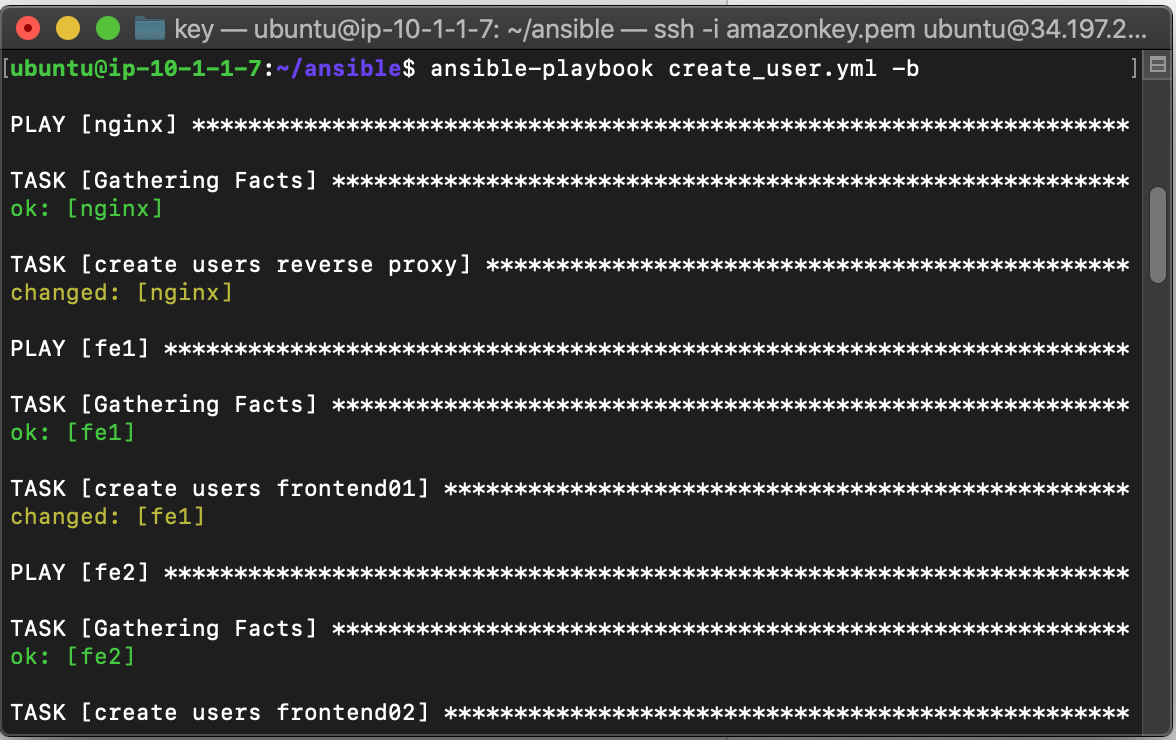 key — ubuntu@ip-10-1-1-7: ~/ansible — ssh -i amazonkey.pem ubuntu@34.197.2...
[ubuntu@ip-10-1-1-7:~/ansible$ ansible-playbook create_user.yml -b ]
PLAY [nginx] *******************************************************************
TASK [Gathering Facts] *********************************************************
ok: [nginx]
TASK [create users reverse proxy] **********************************************
changed: [nginx]
PLAY [fe1] *********************************************************************
TASK [Gathering Facts] *********************************************************
ok: [fe1]
TASK [create users frontend01] *************************************************
changed: [fe1]
PLAY [fe2] *********************************************************************
TASK [Gathering Facts] *********************************************************
ok: [fe2]
TASK [create users frontend02] *************************************************